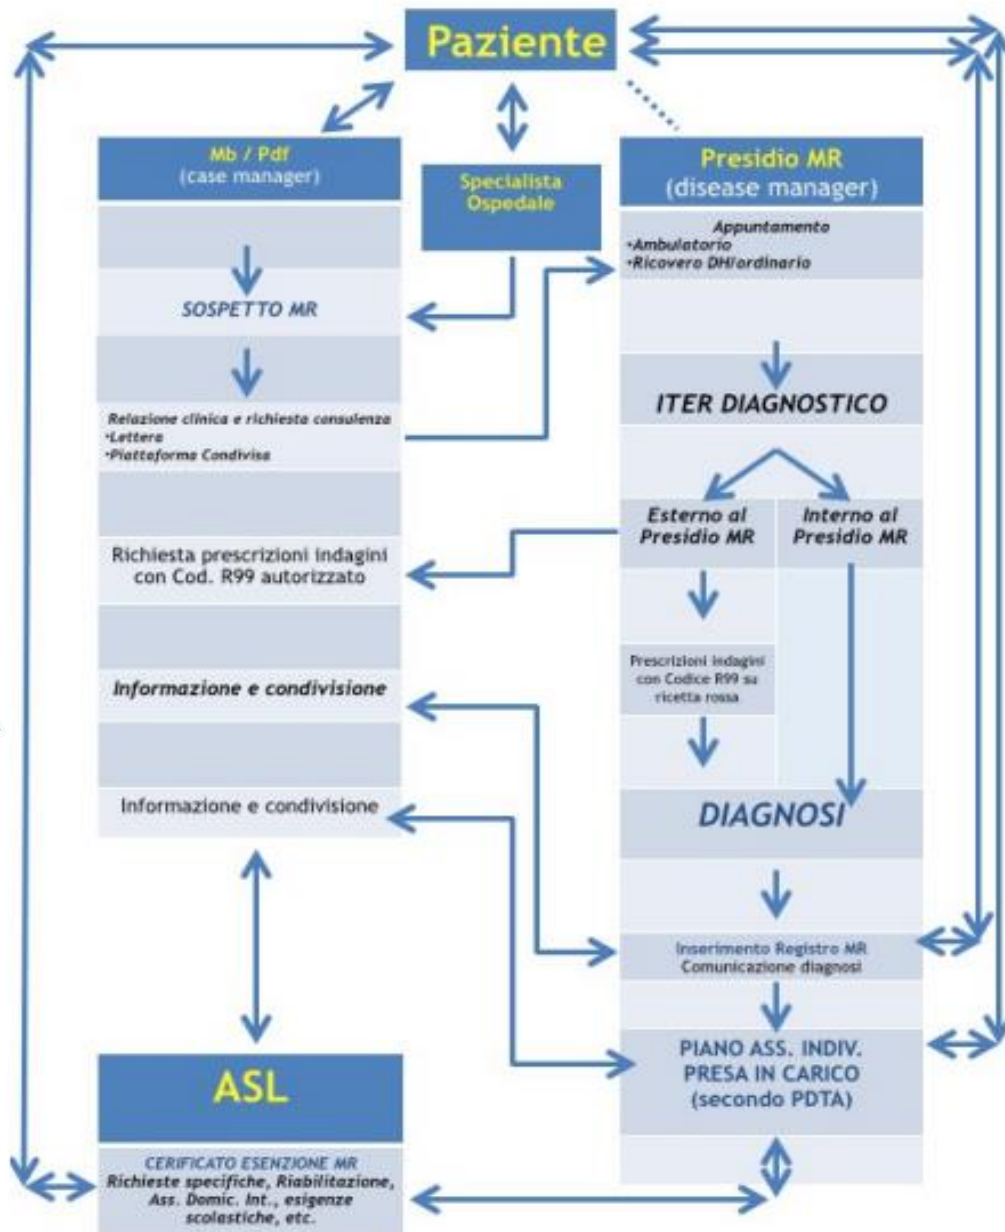 Paziente
Mb / Pdf
(case manager)
SOSPETTO MR
Relazione clinica e richiesta consulenza
•Lettera
•Piattaforma Condivisa
Richiesta prescrizioni indagini
con Cod. R99 autorizzato
Informazione e condivisione
Informazione e condivisione
Specialista
Ospedale
Presidio MR
(disease manager)
Appuntamento
•Ambulatorio
•Ricovero DH/ordinario
ITER DIAGNOSTICO
Esterno al
Presidio MR
Interno al
Presidio MR
Prescrizioni indagini
con Codice R99 su
ricetta rossa
DIAGNOSI
Inserimento Registro MR
Comunicazione diagnosi
PIANO ASS. INDIV.
PRESA IN CARICO
(secondo PDTA)
ASL
CERIFICATO ESENZIONE MR
Richieste specifiche, Riabilitazione,
Ass. Domic. Int., esigenze
scolastiche, etc.